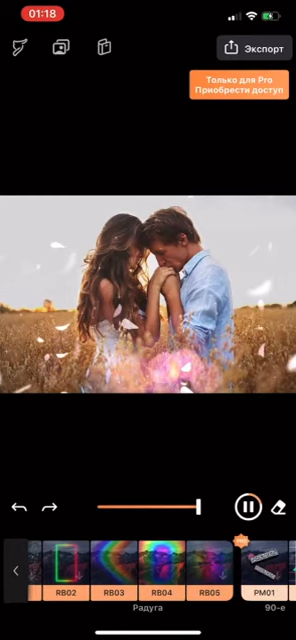 01:18
Экспорт
Только для Pro
Приобрести доступ
RB02
RB03
RB04
RB05
PM01
Радуга
90-е